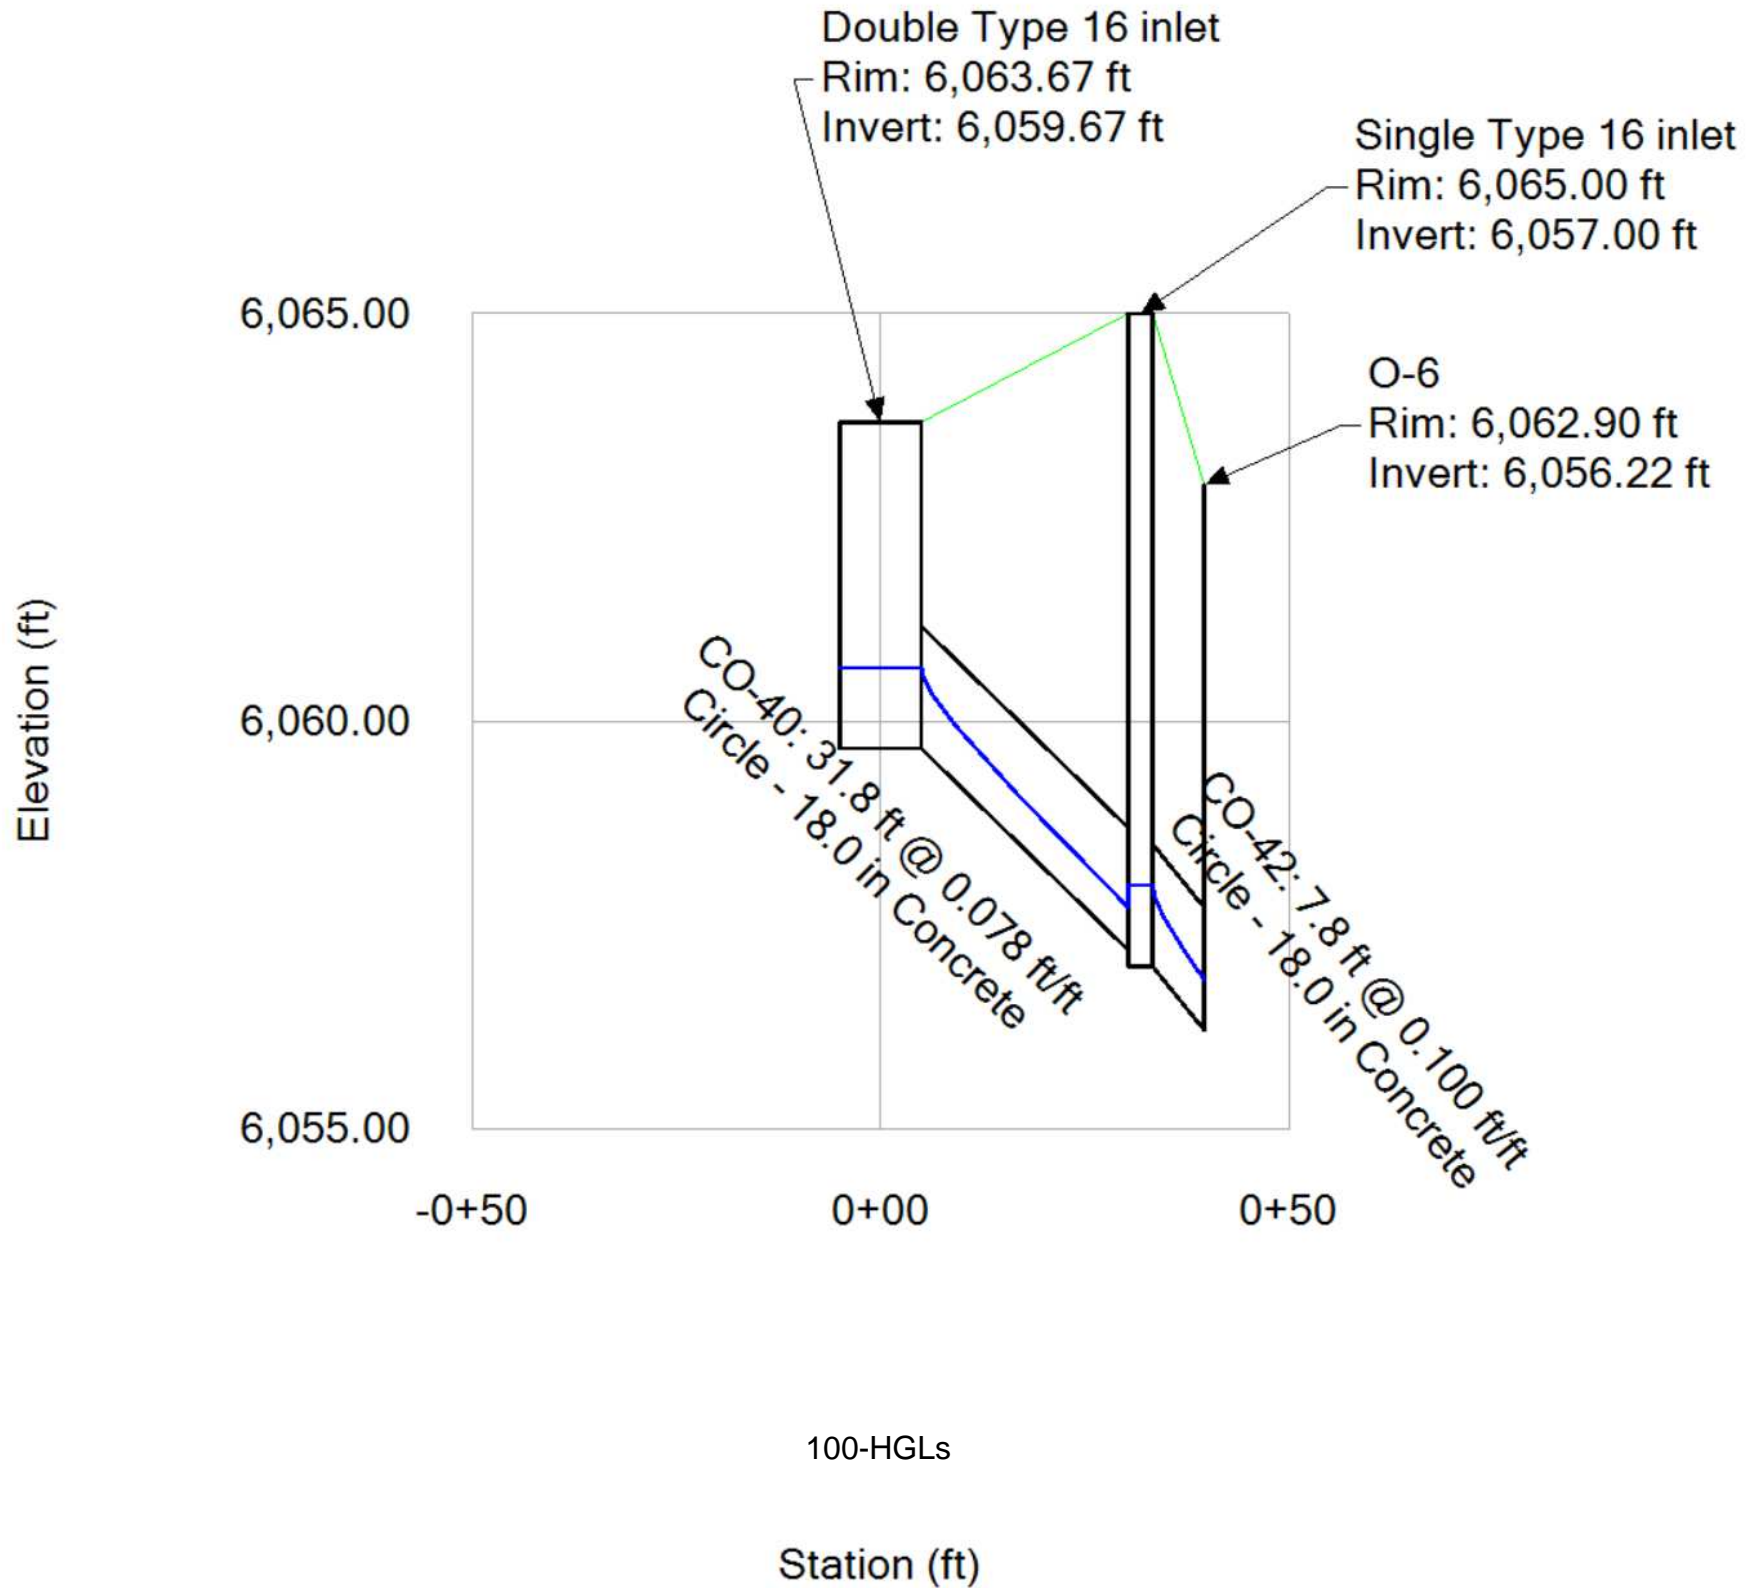 Double Type 16 inlet
Rim: 6,063.67 ft
Invert: 6,059.67 ft
Single Type 16 inlet
Rim: 6,065.00 ft
Invert: 6,057.00 ft
6,065.00
O-6
Rim: 6,062.90 ft
Invert: 6,056.22 ft
Elevation (ft)
6,060.00
CO-40: 31.8 ft @ 0.078 ft/ft
Circle - 18.0 in Concrete
CO-42: 7.8 ft @ 0.100 ft/ft
Circle - 18.0 in Concrete
6,055.00
-0+50
0+00
0+50
100-HGLs
Station (ft)